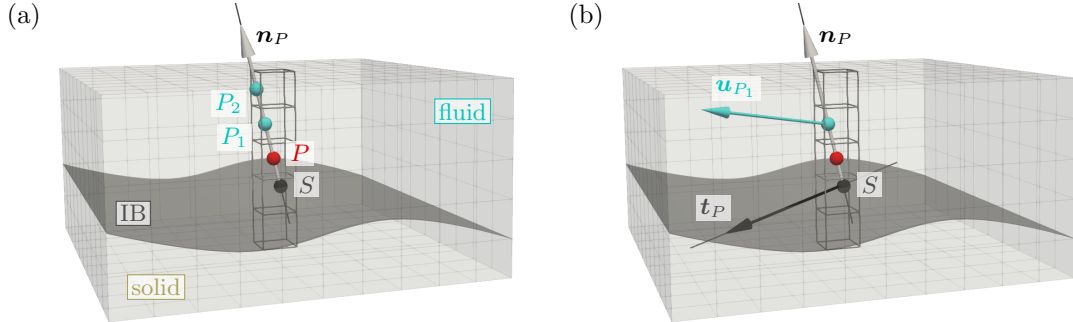 (a)
n_P
P_2
P_1
fluid
P
S
IB
solid
(b)
n_P
u_{P_1}
S
t_P